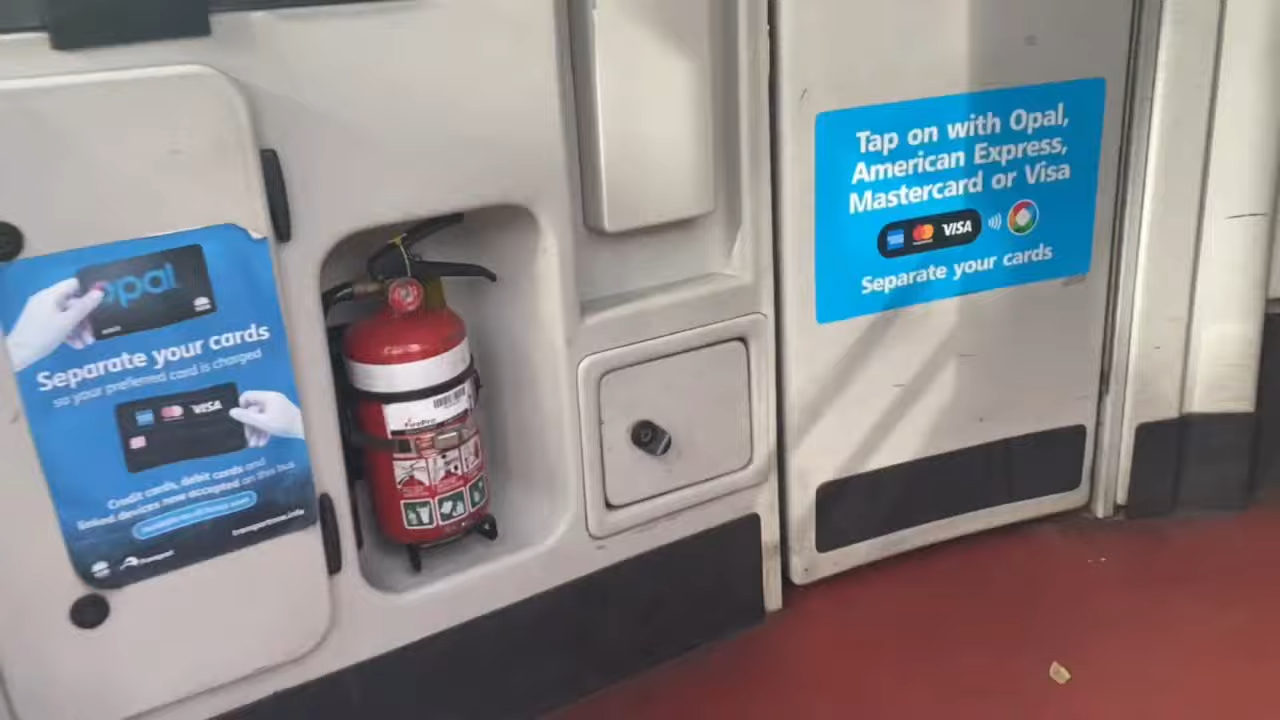 opal
Separate your cards
so your preferred card is charged
VISA
Credit cards, debit cards and
linked devices now accepted on this bus
transportnsw.info
FirePro
Tap on with Opal,
American Express,
Mastercard or Visa
VISA
Separate your cards